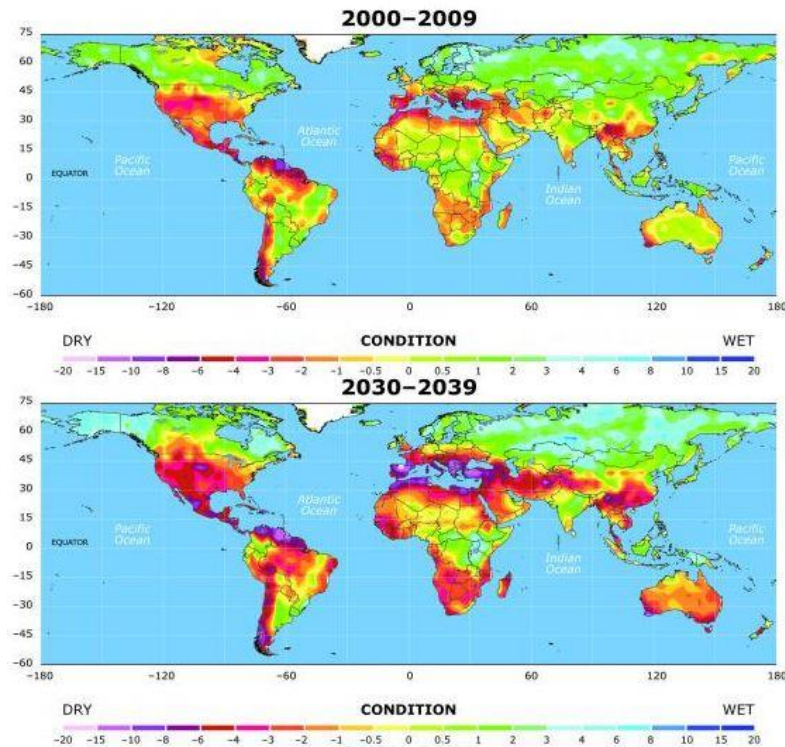 2000–2009
75
60
45
30
15
0
−15
−30
−45
−60
EQUATOR
Pacific
Ocean
Atlantic
Ocean
Indian
Ocean
Pacific
Ocean
−180 −120 −60 0 60 120 180
DRY CONDITION WET
−20 −15 −10 −8 −6 −4 −3 −2 −1 −0.5 0 0.5 1 2 3 4 6 8 10 15 20
2030–2039
75
60
45
30
15
0
−15
−30
−45
−60
EQUATOR
Pacific
Ocean
Atlantic
Ocean
Indian
Ocean
Pacific
Ocean
−180 −120 −60 0 60 120 180
DRY CONDITION WET
−20 −15 −10 −8 −6 −4 −3 −2 −1 −0.5 0 0.5 1 2 3 4 6 8 10 15 20